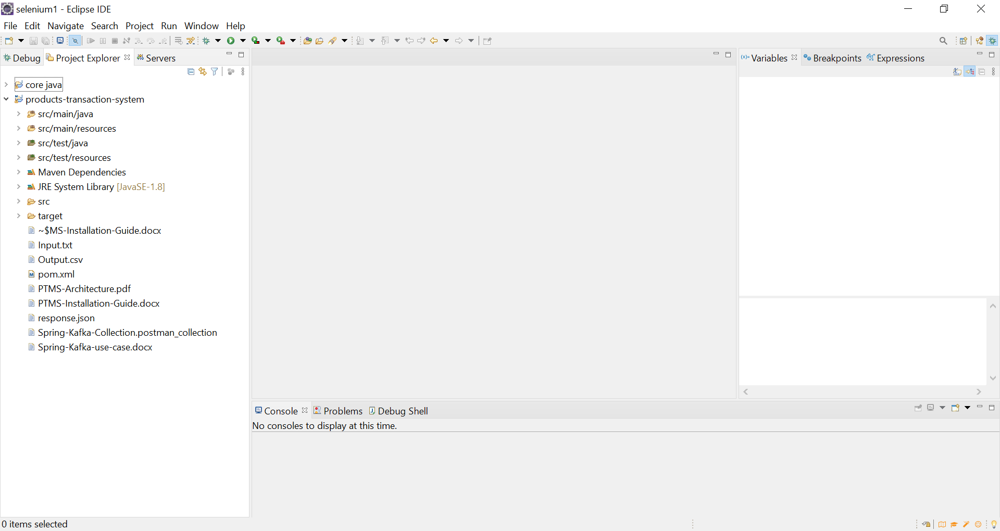 selenium1 - Eclipse IDE
File Edit Navigate Search Project Run Window Help
Debug Project Explorer Servers
Variables Breakpoints Expressions
core java
products-transaction-system
src/main/java
src/main/resources
src/test/java
src/test/resources
Maven Dependencies
JRE System Library [JavaSE-1.8]
src
target
~$MS-Installation-Guide.docx
Input.txt
Output.csv
pom.xml
PTMS-Architecture.pdf
PTMS-Installation-Guide.docx
response.json
Spring-Kafka-Collection.postman_collection
Spring-Kafka-use-case.docx
Console Problems Debug Shell
No consoles to display at this time.
0 items selected